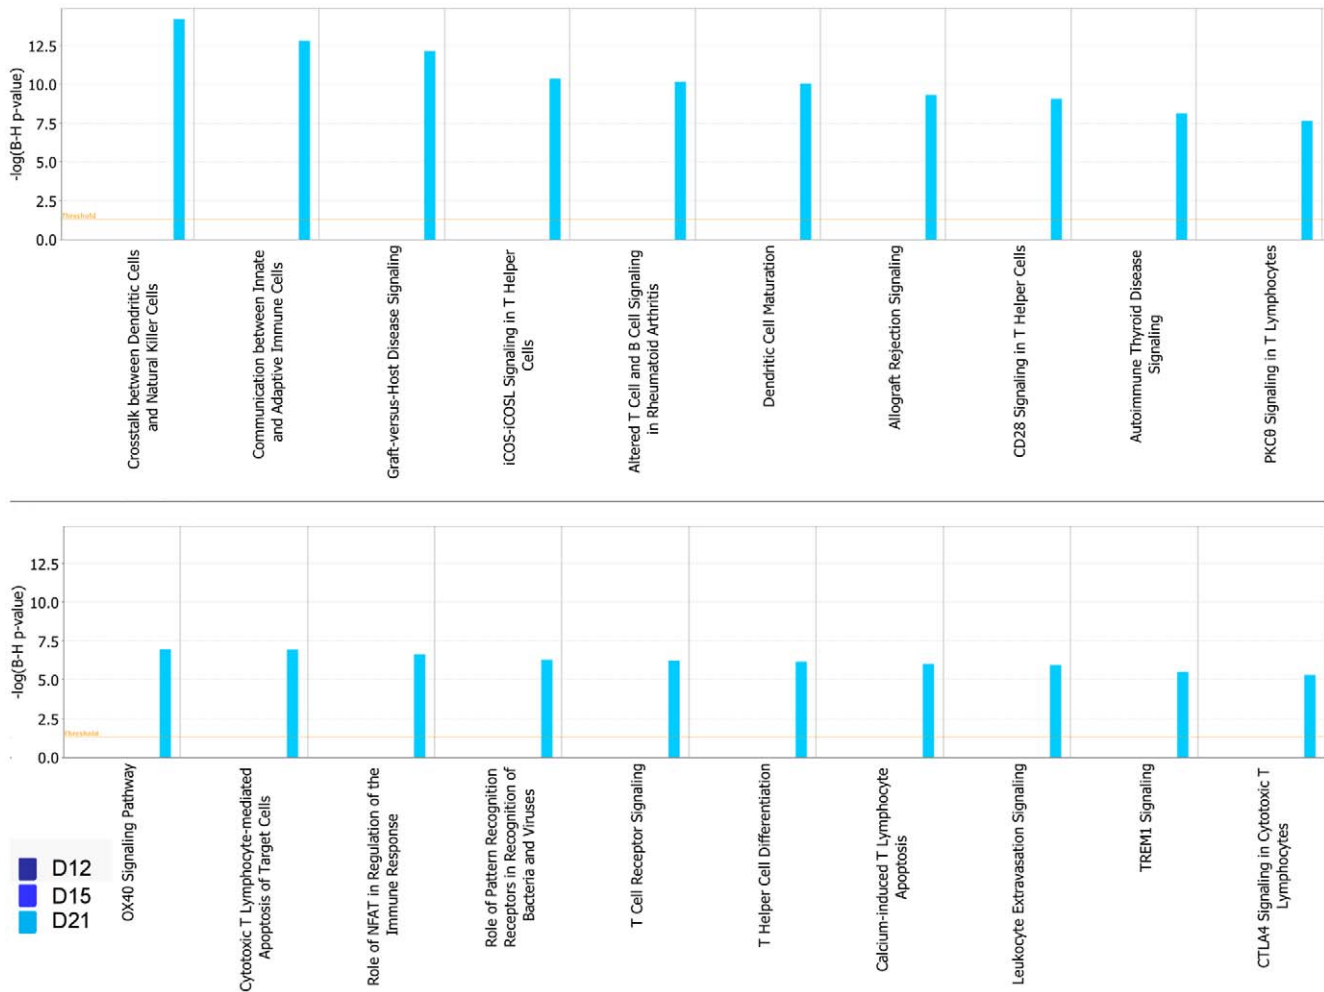 -log(B-H p-value)
12.5
10.0
7.5
5.0
2.5
0.0
Threshold
Crosstalk between Dendritic Cells
and Natural Killer Cells
Communication between Innate
and Adaptive Immune Cells
Graft-versus-Host Disease Signaling
iCOS-iCOSL Signaling in T Helper
Cells
Altered T Cell and B Cell Signaling
in Rheumatoid Arthritis
Dendritic Cell Maturation
Allograft Rejection Signaling
CD28 Signaling in T Helper Cells
Autoimmune Thyroid Disease
Signaling
PKCθ Signaling in T Lymphocytes
-log(B-H p-value)
12.5
10.0
7.5
5.0
2.5
0.0
Threshold
OX40 Signaling Pathway
Cytotoxic T Lymphocyte-mediated
Apoptosis of Target Cells
Role of NFAT in Regulation of the
Immune Response
Role of Pattern Recognition
Receptors in Recognition of
Bacteria and Viruses
T Cell Receptor Signaling
T Helper Cell Differentiation
Calcium-induced T Lymphocyte
Apoptosis
Leukocyte Extravasation Signaling
TREM1 Signaling
CTLA4 Signaling in Cytotoxic T
Lymphocytes
D12
D15
D21